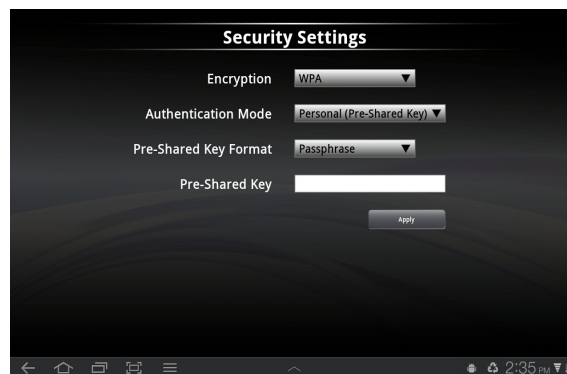 Security Settings
Encryption WPA
Authentication Mode Personal (Pre-Shared Key)
Pre-Shared Key Format Passphrase
Pre-Shared Key
Apply
2:35 PM